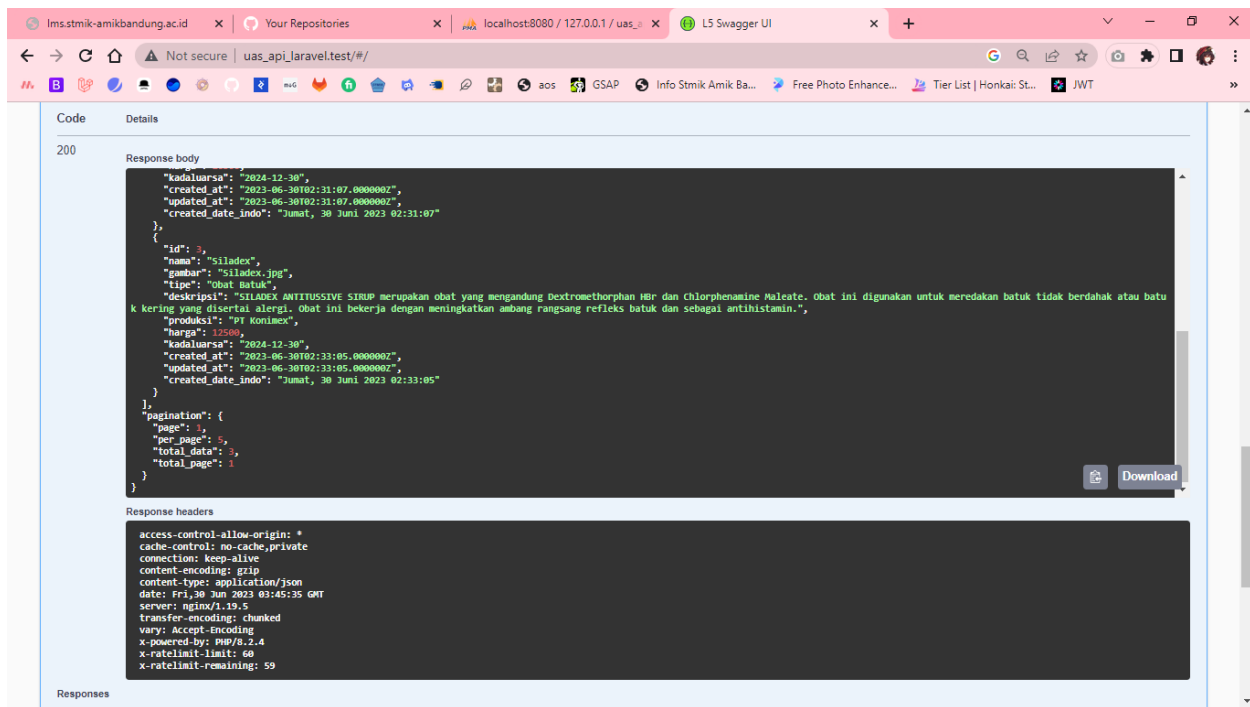 lms.stmik-amikbandung.ac.id
Your Repositories
localhost:8080 / 127.0.0.1 / uas_a
L5 Swagger UI
Not secure
uas_api_laravel.test/#/
aos
GSAP
Info Stmik Amik Ba...
Free Photo Enhance...
Tier List | Honkai: St...
JWT
Code Details
200
Response body
"kadaluarsa": "2024-12-30",
"created_at": "2023-06-30T02:31:07.000000Z",
"updated_at": "2023-06-30T02:31:07.000000Z",
"created_date_indo": "Jumat, 30 Juni 2023 02:31:07"
},
{
"id": 3,
"nama": "Siladex",
"gambar": "Siladex.jpg",
"tipe": "Obat Batuk",
"deskripsi": "SILADEX ANTITUSSIVE SIRUP merupakan obat yang mengandung Dextromethorphan HBr dan Chlorphenamine Maleate. Obat ini digunakan untuk meredakan batuk tidak berdahak atau batu
k kering yang disertai alergi. Obat ini bekerja dengan meningkatkan ambang rangsang refleks batuk dan sebagai antihistamin.",
"produksi": "PT Konimex",
"harga": 12500,
"kadaluarsa": "2024-12-30",
"created_at": "2023-06-30T02:33:05.000000Z",
"updated_at": "2023-06-30T02:33:05.000000Z",
"created_date_indo": "Jumat, 30 Juni 2023 02:33:05"
}
],
"pagination": {
"page": 1,
"per_page": 5,
"total_data": 3,
"total_page": 1
}
}
Download
Response headers
access-control-allow-origin: *
cache-control: no-cache,private
connection: keep-alive
content-encoding: gzip
content-type: application/json
date: Fri,30 Jun 2023 03:45:35 GMT
server: nginx/1.19.5
transfer-encoding: chunked
vary: Accept-Encoding
x-powered-by: PHP/8.2.4
x-ratelimit-limit: 60
x-ratelimit-remaining: 59
Responses